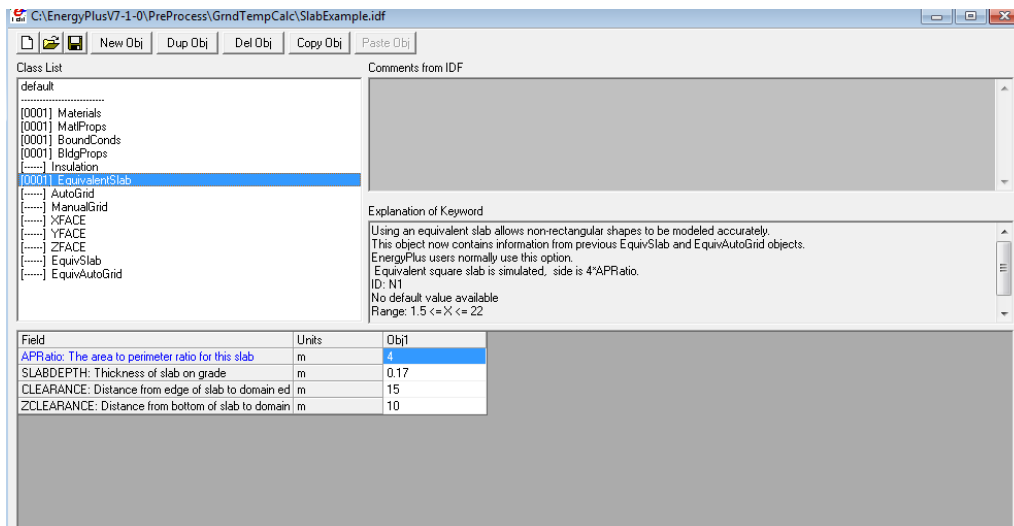 C:\EnergyPlusV7-1-0\PreProcess\GrndTempCalc\SlabExample.idf
New Obj Dup Obj Del Obj Copy Obj Paste Obj
Class List
Comments from IDF
default
----------------------------
[0001] Materials
[0001] MatlProps
[0001] BoundConds
[0001] BldgProps
[------] Insulation
[0001] EquivalentSlab
[------] AutoGrid
[------] ManualGrid
[------] XFACE
[------] YFACE
[------] ZFACE
[------] EquivSlab
[------] EquivAutoGrid
Explanation of Keyword
Using an equivalent slab allows non-rectangular shapes to be modeled accurately.
This object now contains information from previous EquivSlab and EquivAutoGrid objects.
EnergyPlus users normally use this option.
Equivalent square slab is simulated, side is 4*APRatio.
ID: N1
No default value available
Range: 1.5 <= X <= 22
Field Units Obj1
APRatio: The area to perimeter ratio for this slab m 4
SLABDEPTH: Thickness of slab on grade m 0.17
CLEARANCE: Distance from edge of slab to domain ed m 15
ZCLEARANCE: Distance from bottom of slab to domain m 10